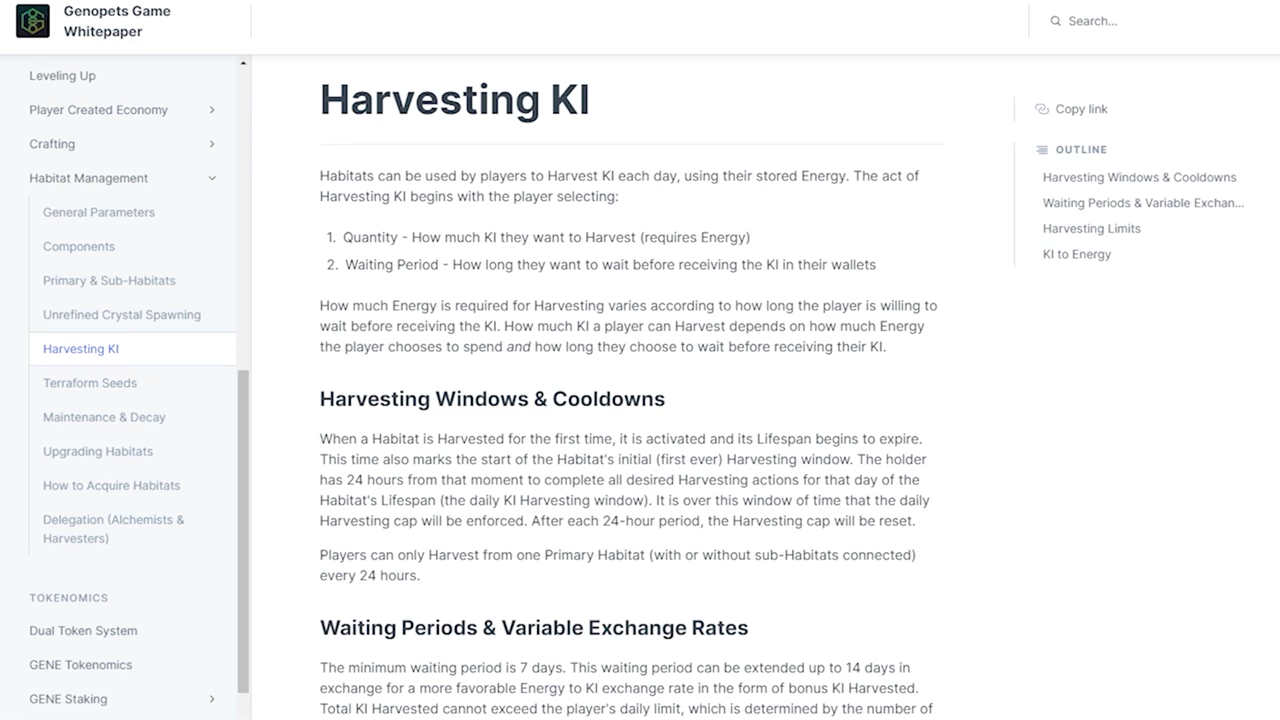 Genopets Game
Whitepaper
Search...
Leveling Up
Player Created Economy
Crafting
Habitat Management
General Parameters
Components
Primary & Sub-Habitats
Unrefined Crystal Spawning
Harvesting KI
Terraform Seeds
Maintenance & Decay
Upgrading Habitats
How to Acquire Habitats
Delegation (Alchemists &
Harvesters)
TOKENOMICS
Dual Token System
GENE Tokenomics
GENE Staking
Harvesting KI
Habitats can be used by players to Harvest KI each day, using their stored Energy. The act of
Harvesting KI begins with the player selecting:
1. Quantity - How much KI they want to Harvest (requires Energy)
2. Waiting Period - How long they want to wait before receiving the KI in their wallets
How much Energy is required for Harvesting varies according to how long the player is willing to
wait before receiving the KI. How much KI a player can Harvest depends on how much Energy
the player chooses to spend and how long they choose to wait before receiving their KI.
Harvesting Windows & Cooldowns
When a Habitat is Harvested for the first time, it is activated and its Lifespan begins to expire.
This time also marks the start of the Habitat's initial (first ever) Harvesting window. The holder
has 24 hours from that moment to complete all desired Harvesting actions for that day of the
Habitat's Lifespan (the daily KI Harvesting window). It is over this window of time that the daily
Harvesting cap will be enforced. After each 24-hour period, the Harvesting cap will be reset.
Players can only Harvest from one Primary Habitat (with or without sub-Habitats connected)
every 24 hours.
Waiting Periods & Variable Exchange Rates
The minimum waiting period is 7 days. This waiting period can be extended up to 14 days in
exchange for a more favorable Energy to KI exchange rate in the form of bonus KI Harvested.
Total KI Harvested cannot exceed the player's daily limit, which is determined by the number of
Copy link
OUTLINE
Harvesting Windows & Cooldowns
Waiting Periods & Variable Exchan...
Harvesting Limits
KI to Energy